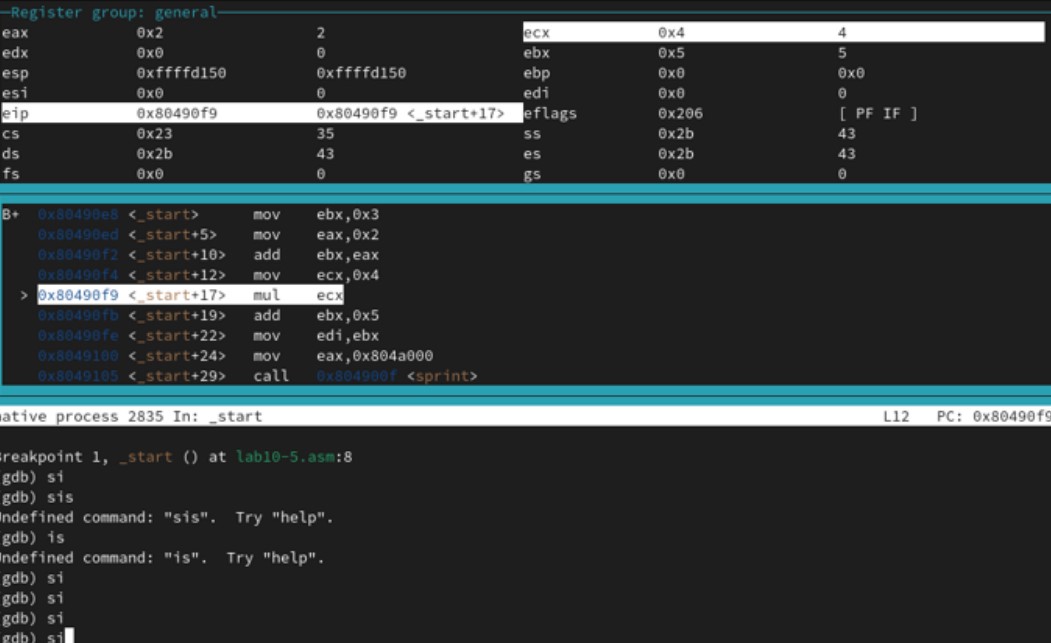 Register group: general
eax 0x2 2 ecx 0x4 4
edx 0x0 0 ebx 0x5 5
esp 0xffffd150 0xffffd150 ebp 0x0 0x0
esi 0x0 0 edi 0x0 0
eip 0x80490f9 0x80490f9 <_start+17> eflags 0x206 [ PF IF ]
cs 0x23 35 ss 0x2b 43
ds 0x2b 43 es 0x2b 43
fs 0x0 0 gs 0x0 0
B+ 0x80490e8 <_start> mov ebx,0x3
0x80490ed <_start+5> mov eax,0x2
0x80490f2 <_start+10> add ebx,eax
0x80490f4 <_start+12> mov ecx,0x4
> 0x80490f9 <_start+17> mul ecx
0x80490fb <_start+19> add ebx,0x5
0x80490fe <_start+22> mov edi,ebx
0x8049100 <_start+24> mov eax,0x804a000
0x8049105 <_start+29> call 0x804900f <sprint>
native process 2835 In: _start L12 PC: 0x80490f9
Breakpoint 1, _start () at lab10-5.asm:8
(gdb) si
(gdb) sis
Undefined command: "sis". Try "help".
(gdb) is
Undefined command: "is". Try "help".
(gdb) si
(gdb) si
(gdb) si
(gdb) si